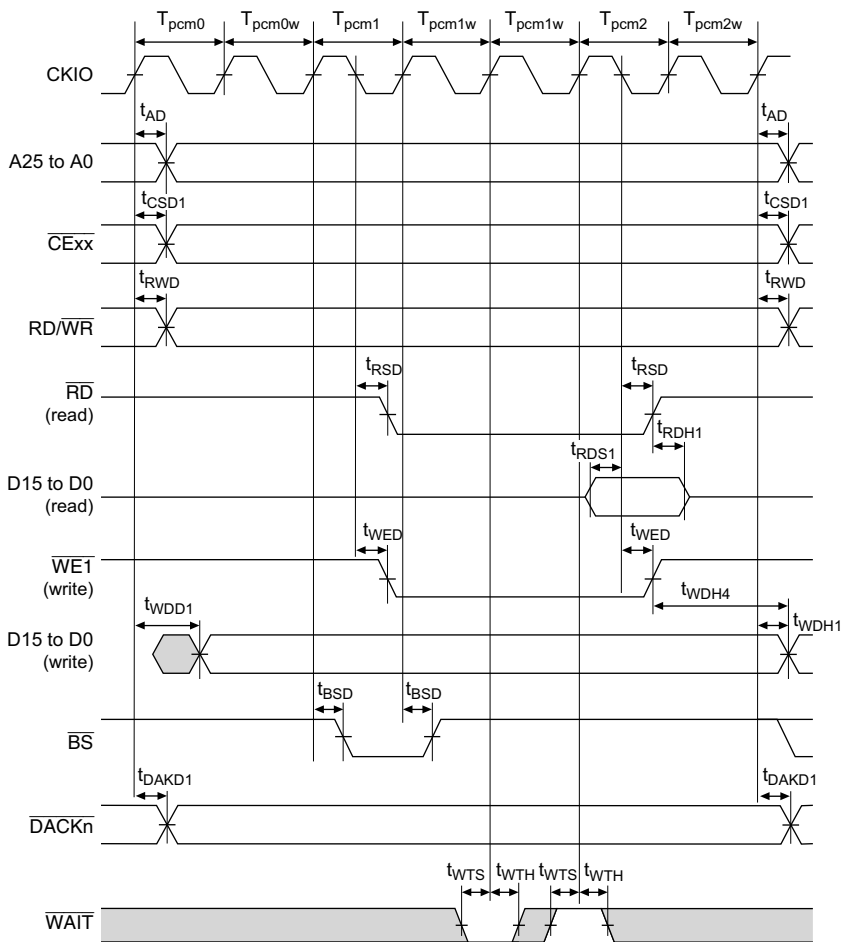 Tpcm0 Tpcm0w Tpcm1 Tpcm1w Tpcm1w Tpcm2 Tpcm2w
CKIO
tAD tAD
A25 to A0
tCSD1 tCSD1
CExx
tRWD tRWD
RD/WR
tRSD tRSD
RD
(read)
tRDH1
tRDS1
D15 to D0
(read)
tWED tWED
WE1
(write)
tWDH4
tWDD1
tWDH1
D15 to D0
(write)
tBSD tBSD
BS
tDAKD1 tDAKD1
DACKn
tWTS tWTH tWTS tWTH
WAIT